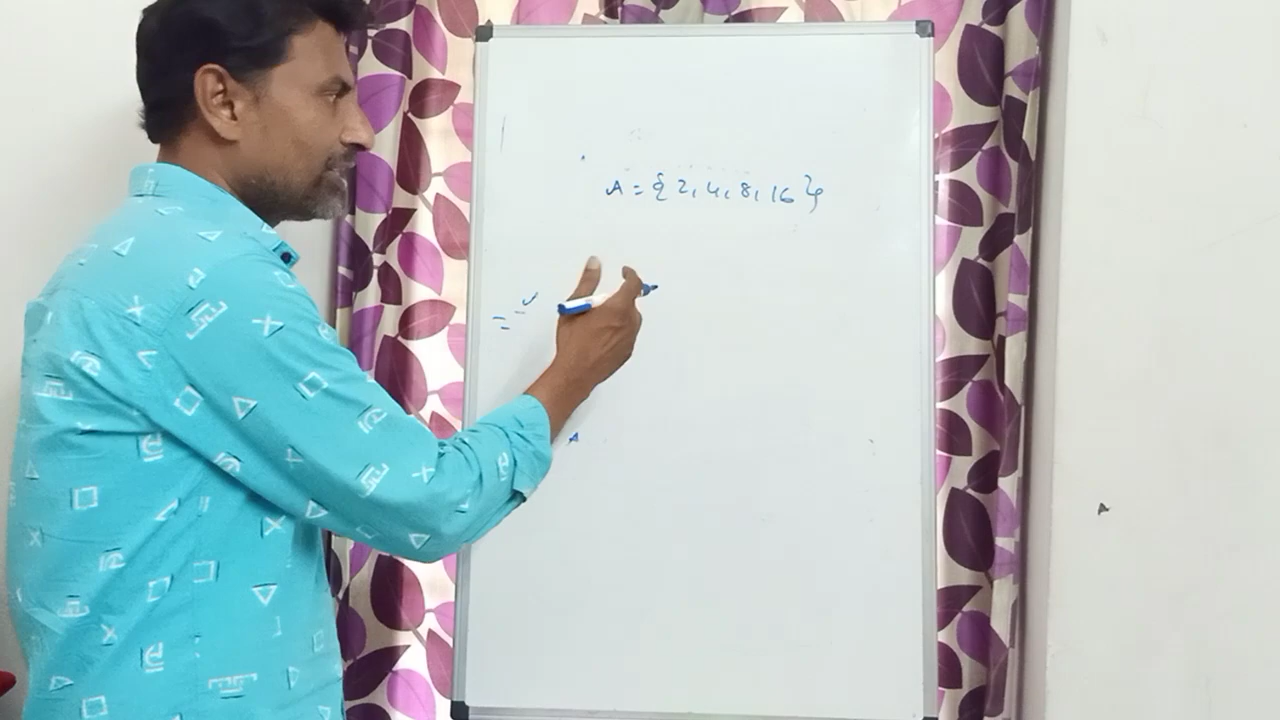 A = { 2, 4, 8, 16 }
=